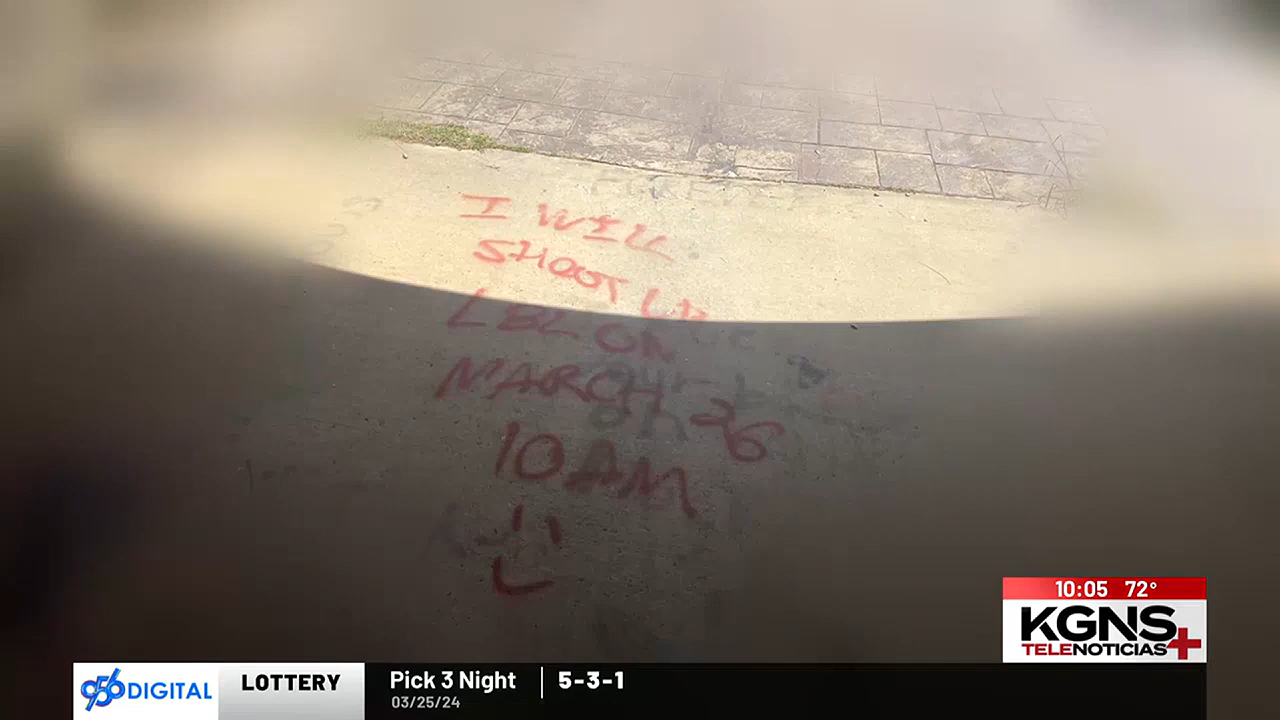 I WILL
SHOOT UP
LBJ ON
MARCH 26
10AM
10:05 72°
KGNS
TELENOTICIAS+
956 DIGITAL
LOTTERY
Pick 3 Night
5-3-1
03/25/24